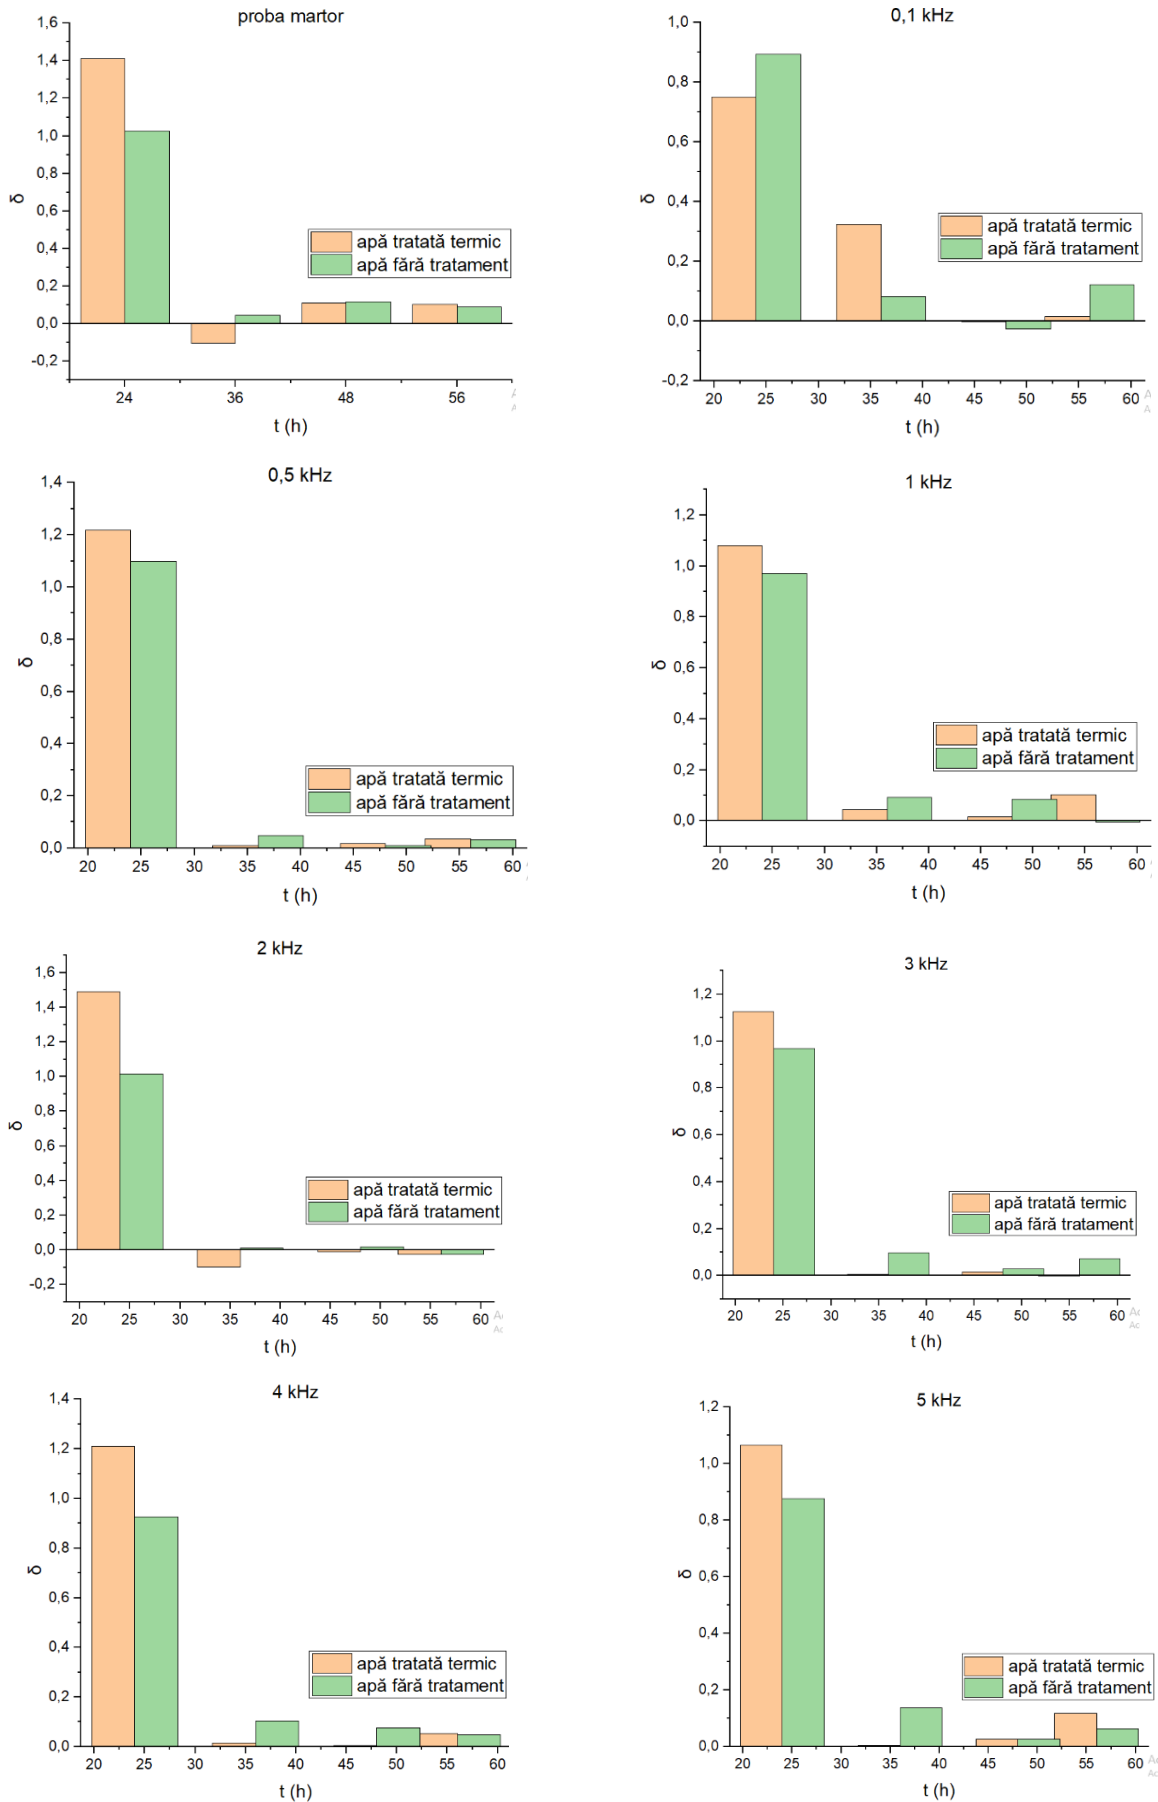 proba martor
1,6
1,4
1,2
1,0
0,8
0,6
0,4
0,2
0,0
-0,2
δ
apă tratată termic
apă fără tratament
24 36 48 56
t (h)
0,1 kHz
1,0
0,8
0,6
0,4
0,2
0,0
-0,2
δ
apă tratată termic
apă fără tratament
20 25 30 35 40 45 50 55 60
t (h)
0,5 kHz
1,4
1,2
1,0
0,8
0,6
0,4
0,2
0,0
δ
apă tratată termic
apă fără tratament
20 25 30 35 40 45 50 55 60
t (h)
1 kHz
1,2
1,0
0,8
0,6
0,4
0,2
0,0
δ
apă tratată termic
apă fără tratament
20 25 30 35 40 45 50 55 60
t (h)
2 kHz
1,6
1,4
1,2
1,0
0,8
0,6
0,4
0,2
0,0
-0,2
δ
apă tratată termic
apă fără tratament
20 25 30 35 40 45 50 55 60
t (h)
3 kHz
1,2
1,0
0,8
0,6
0,4
0,2
0,0
δ
apă tratată termic
apă fără tratament
20 25 30 35 40 45 50 55 60
t (h)
4 kHz
1,4
1,2
1,0
0,8
0,6
0,4
0,2
0,0
δ
apă tratată termic
apă fără tratament
20 25 30 35 40 45 50 55 60
t (h)
5 kHz
1,2
1,0
0,8
0,6
0,4
0,2
0,0
δ
apă tratată termic
apă fără tratament
20 25 30 35 40 45 50 55 60
t (h)